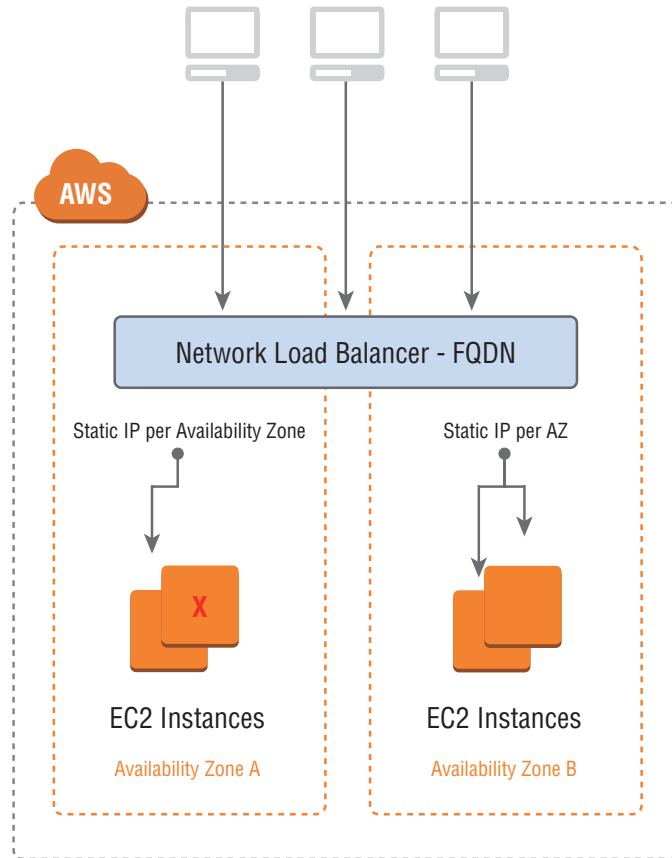 AWS
Network Load Balancer - FQDN
Static IP per Availability Zone
Static IP per AZ
X
EC2 Instances
EC2 Instances
Availability Zone A
Availability Zone B